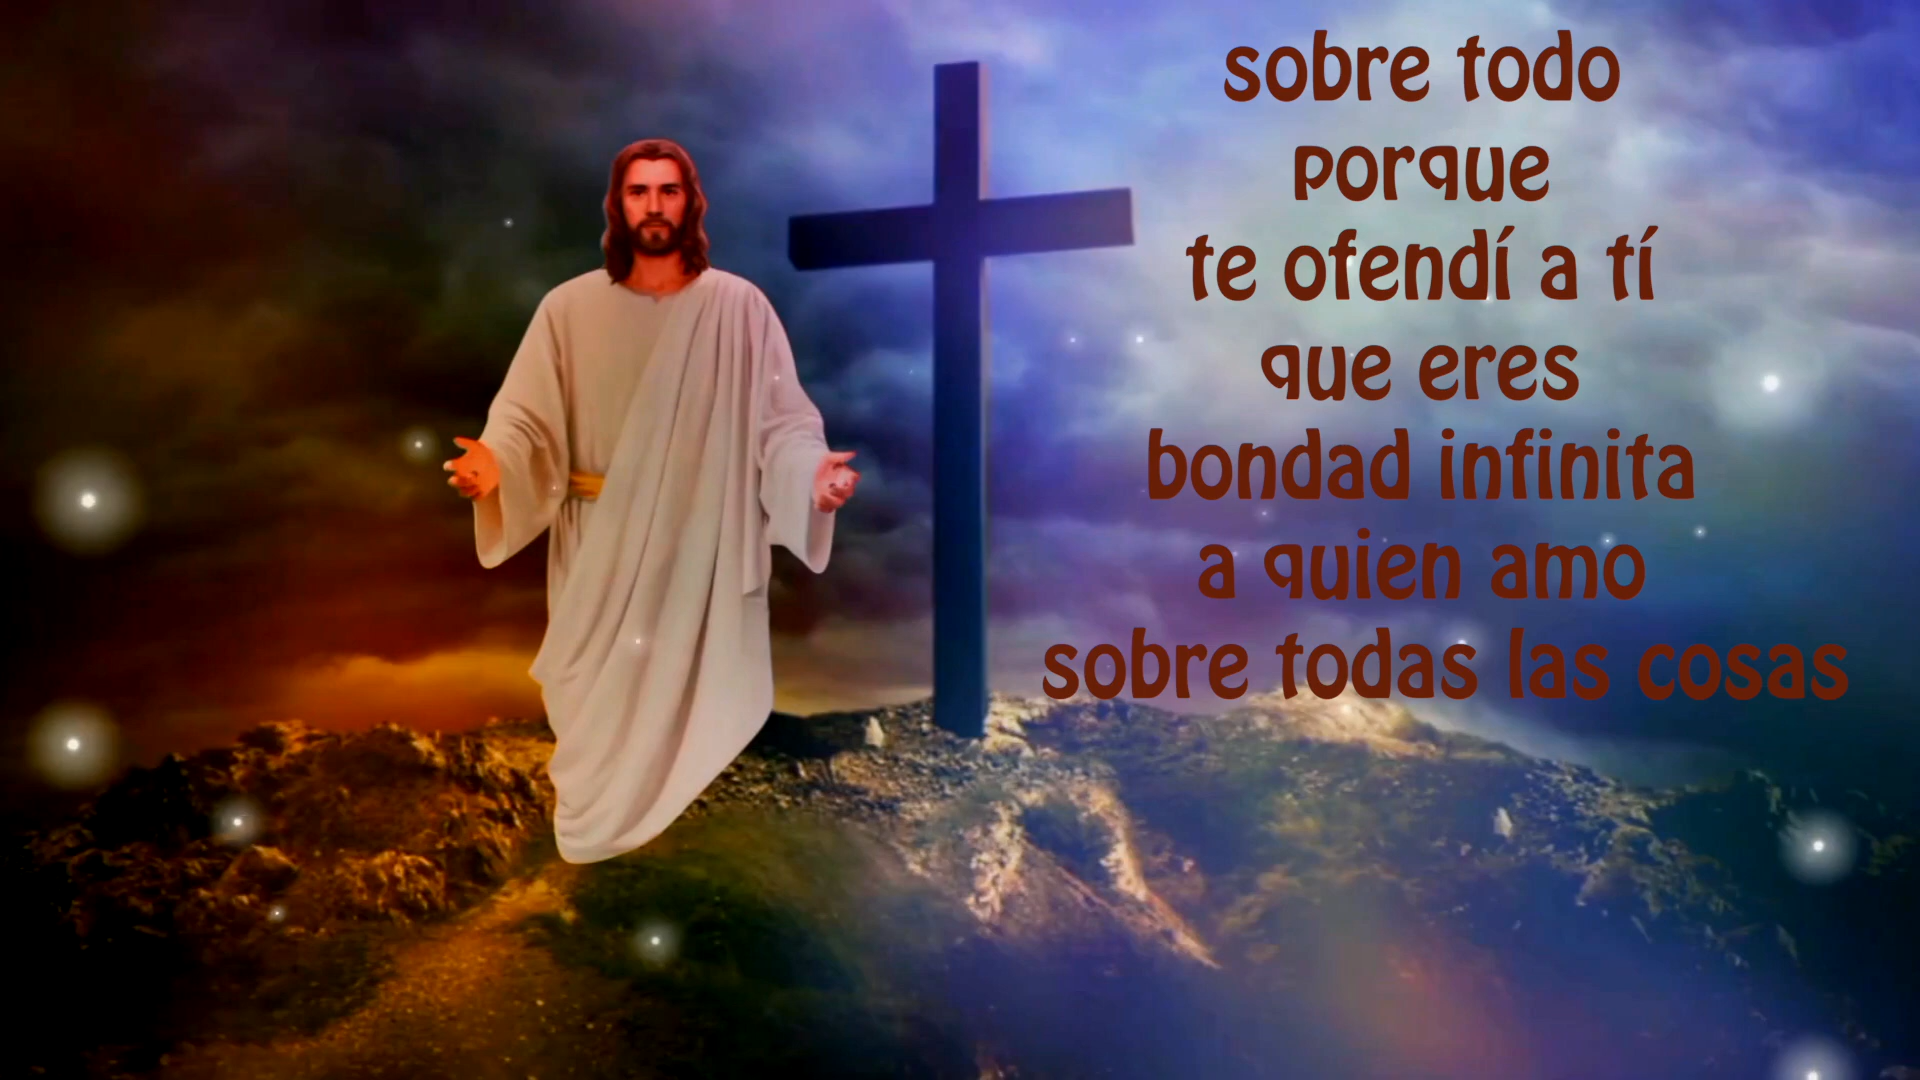 sobre todo
porque
te ofendí a tí
que eres
bondad infinita
a quien amo
sobre todas las cosas